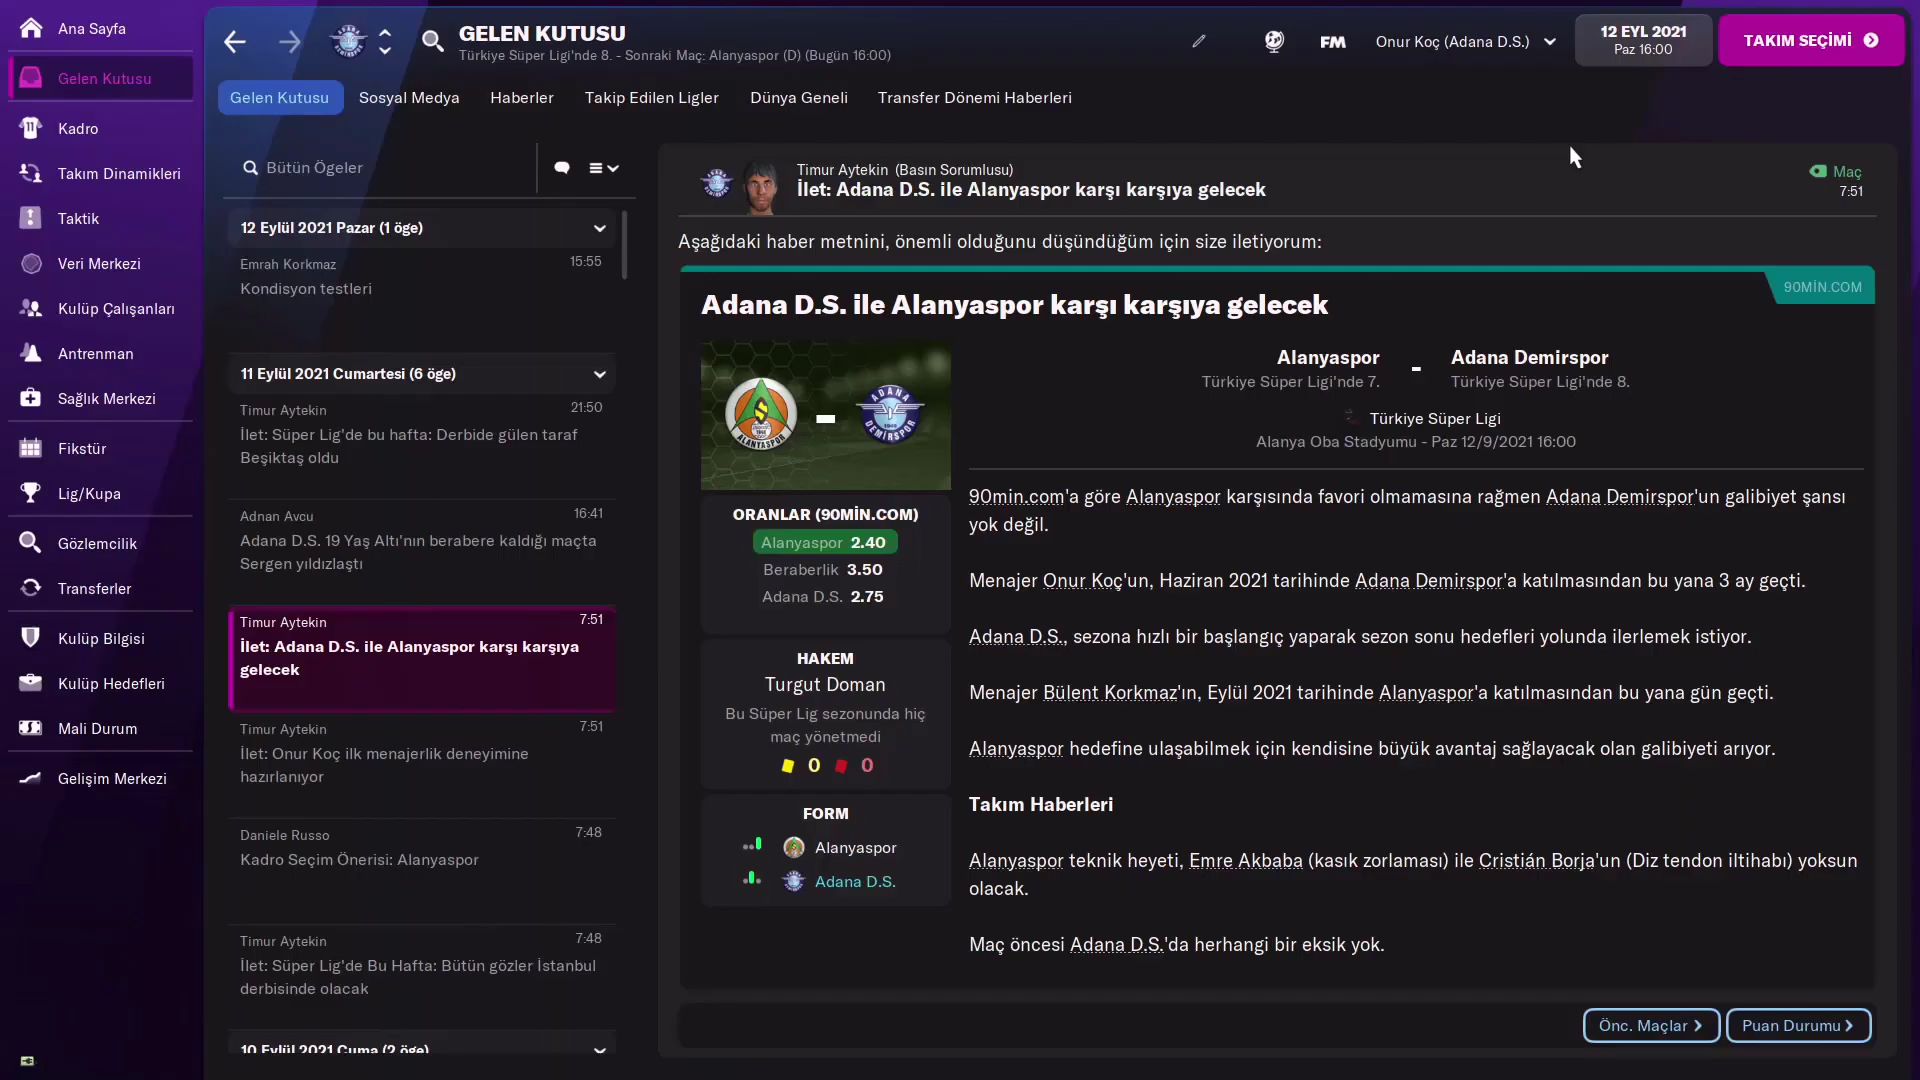 Ana Sayfa
Gelen Kutusu
Kadro
Takım Dinamikleri
Taktik
Veri Merkezi
Kulüp Çalışanları
Antrenman
Sağlık Merkezi
Fikstür
Lig/Kupa
Gözlemcilik
Transferler
Kulüp Bilgisi
Kulüp Hedefleri
Mali Durum
Gelişim Merkezi
GELEN KUTUSU
Türkiye Süper Ligi'nde 8. - Sonraki Maç: Alanyaspor (D) (Bugün 16:00)
FM
Onur Koç (Adana D.S.)
12 EYL 2021
Paz 16:00
TAKIM SEÇİMİ
Gelen Kutusu
Sosyal Medya
Haberler
Takip Edilen Ligler
Dünya Geneli
Transfer Dönemi Haberleri
Bütün Ögeler
12 Eylül 2021 Pazar (1 öge)
Emrah Korkmaz 15:55
Kondisyon testleri
11 Eylül 2021 Cumartesi (6 öge)
Timur Aytekin 21:50
İlet: Süper Lig'de bu hafta: Derbide gülen taraf
Beşiktaş oldu
Adnan Avcu 16:41
Adana D.S. 19 Yaş Altı'nın berabere kaldığı maçta
Sergen yıldızlaştı
Timur Aytekin 7:51
İlet: Adana D.S. ile Alanyaspor karşı karşıya
gelecek
Timur Aytekin 7:51
İlet: Onur Koç ilk menajerlik deneyimine
hazırlanıyor
Daniele Russo 7:48
Kadro Seçim Önerisi: Alanyaspor
Timur Aytekin 7:48
İlet: Süper Lig'de Bu Hafta: Bütün gözler İstanbul
derbisinde olacak
10 Eylül 2021 Cuma (2 öge)
Timur Aytekin (Basın Sorumlusu)
İlet: Adana D.S. ile Alanyaspor karşı karşıya gelecek
Maç
7:51
Aşağıdaki haber metnini, önemli olduğunu düşündüğüm için size iletiyorum:
90MİN.COM
Adana D.S. ile Alanyaspor karşı karşıya gelecek
ALANYASPOR
ADANA
DEMİRSPOR
ORANLAR (90MİN.COM)
Alanyaspor 2.40
Beraberlik 3.50
Adana D.S. 2.75
HAKEM
Turgut Doman
Bu Süper Lig sezonunda hiç
maç yönetmedi
0 0
FORM
Alanyaspor
Adana D.S.
Alanyaspor - Adana Demirspor
Türkiye Süper Ligi'nde 7. Türkiye Süper Ligi'nde 8.
Türkiye Süper Ligi
Alanya Oba Stadyumu - Paz 12/9/2021 16:00
90min.com'a göre Alanyaspor karşısında favori olmamasına rağmen Adana Demirspor'un galibiyet şansı
yok değil.
Menajer Onur Koç'un, Haziran 2021 tarihinde Adana Demirspor'a katılmasından bu yana 3 ay geçti.
Adana D.S., sezona hızlı bir başlangıç yaparak sezon sonu hedefleri yolunda ilerlemek istiyor.
Menajer Bülent Korkmaz'ın, Eylül 2021 tarihinde Alanyaspor'a katılmasından bu yana gün geçti.
Alanyaspor hedefine ulaşabilmek için kendisine büyük avantaj sağlayacak olan galibiyeti arıyor.
Takım Haberleri
Alanyaspor teknik heyeti, Emre Akbaba (kasık zorlaması) ile Cristián Borja'un (Diz tendon iltihabı) yoksun
olacak.
Maç öncesi Adana D.S.'da herhangi bir eksik yok.
Önc. Maçlar
Puan Durumu